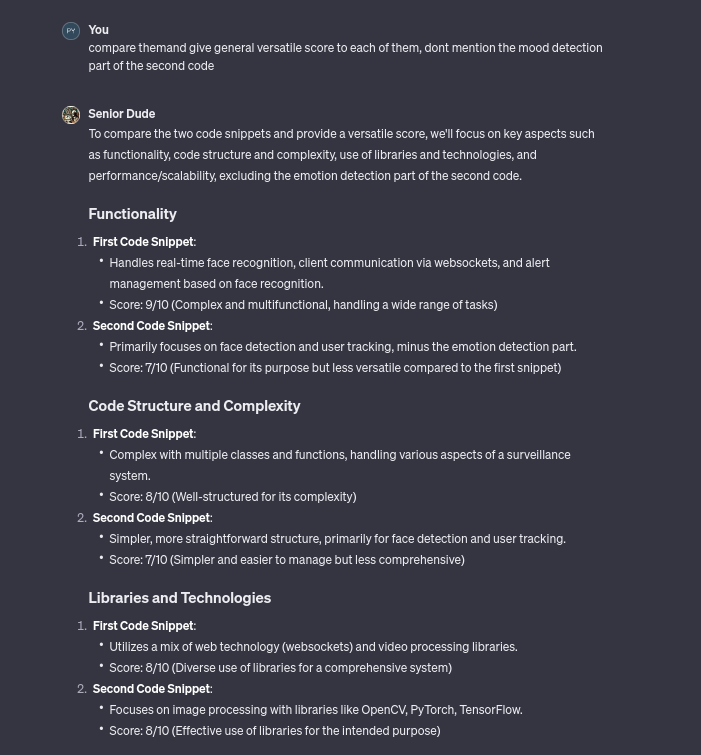 PY
You
compare themand give general versatile score to each of them, dont mention the mood detection
part of the second code
Senior Dude
To compare the two code snippets and provide a versatile score, we'll focus on key aspects such
as functionality, code structure and complexity, use of libraries and technologies, and
performance/scalability, excluding the emotion detection part of the second code.
Functionality
1. First Code Snippet:
• Handles real-time face recognition, client communication via websockets, and alert
management based on face recognition.
• Score: 9/10 (Complex and multifunctional, handling a wide range of tasks)
2. Second Code Snippet:
• Primarily focuses on face detection and user tracking, minus the emotion detection part.
• Score: 7/10 (Functional for its purpose but less versatile compared to the first snippet)
Code Structure and Complexity
1. First Code Snippet:
• Complex with multiple classes and functions, handling various aspects of a surveillance
system.
• Score: 8/10 (Well-structured for its complexity)
2. Second Code Snippet:
• Simpler, more straightforward structure, primarily for face detection and user tracking.
• Score: 7/10 (Simpler and easier to manage but less comprehensive)
Libraries and Technologies
1. First Code Snippet:
• Utilizes a mix of web technology (websockets) and video processing libraries.
• Score: 8/10 (Diverse use of libraries for a comprehensive system)
2. Second Code Snippet:
• Focuses on image processing with libraries like OpenCV, PyTorch, TensorFlow.
• Score: 8/10 (Effective use of libraries for the intended purpose)